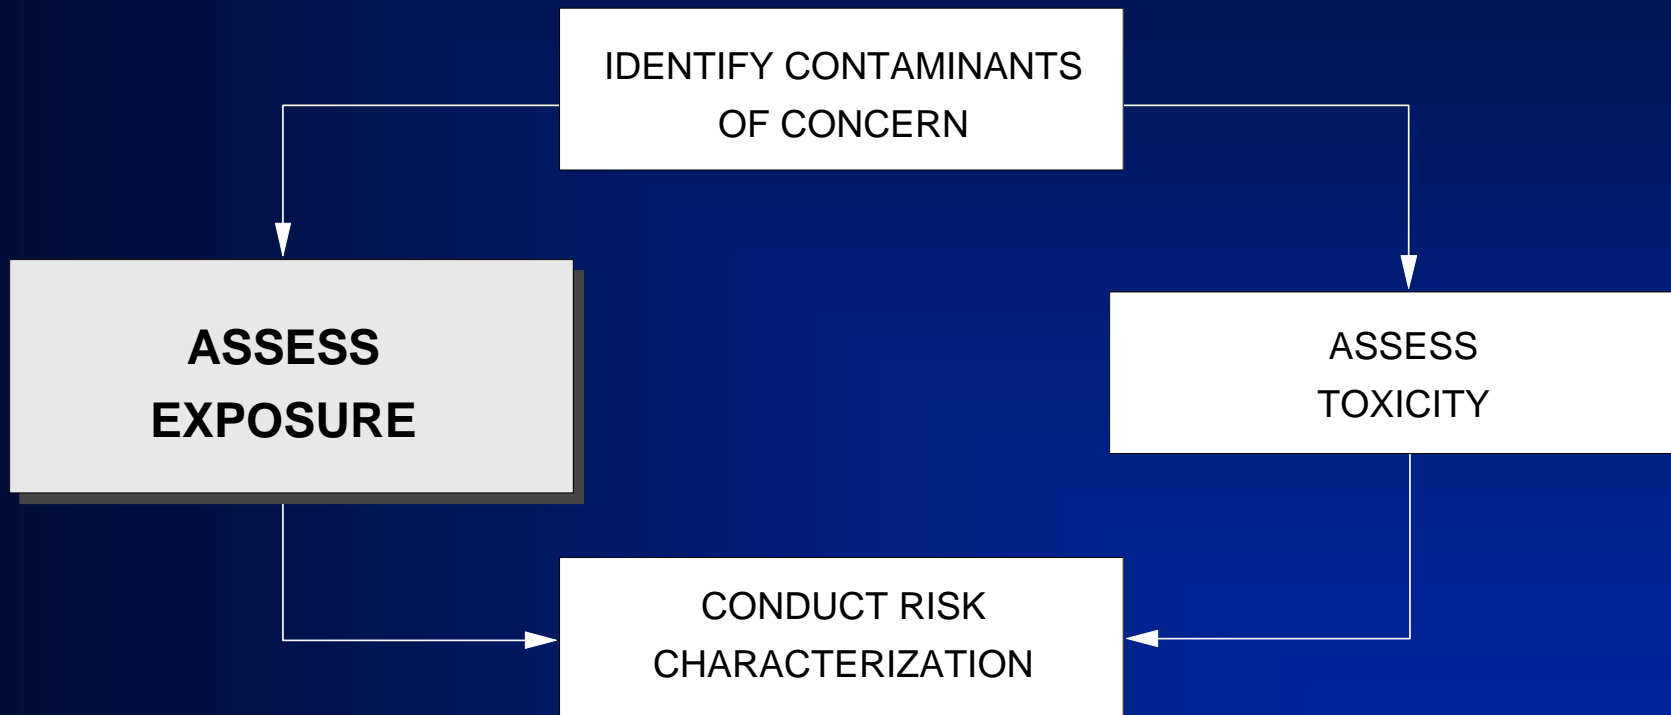 IDENTIFY CONTAMINANTS
OF CONCERN
ASSESS
EXPOSURE
ASSESS
TOXICITY
CONDUCT RISK
CHARACTERIZATION